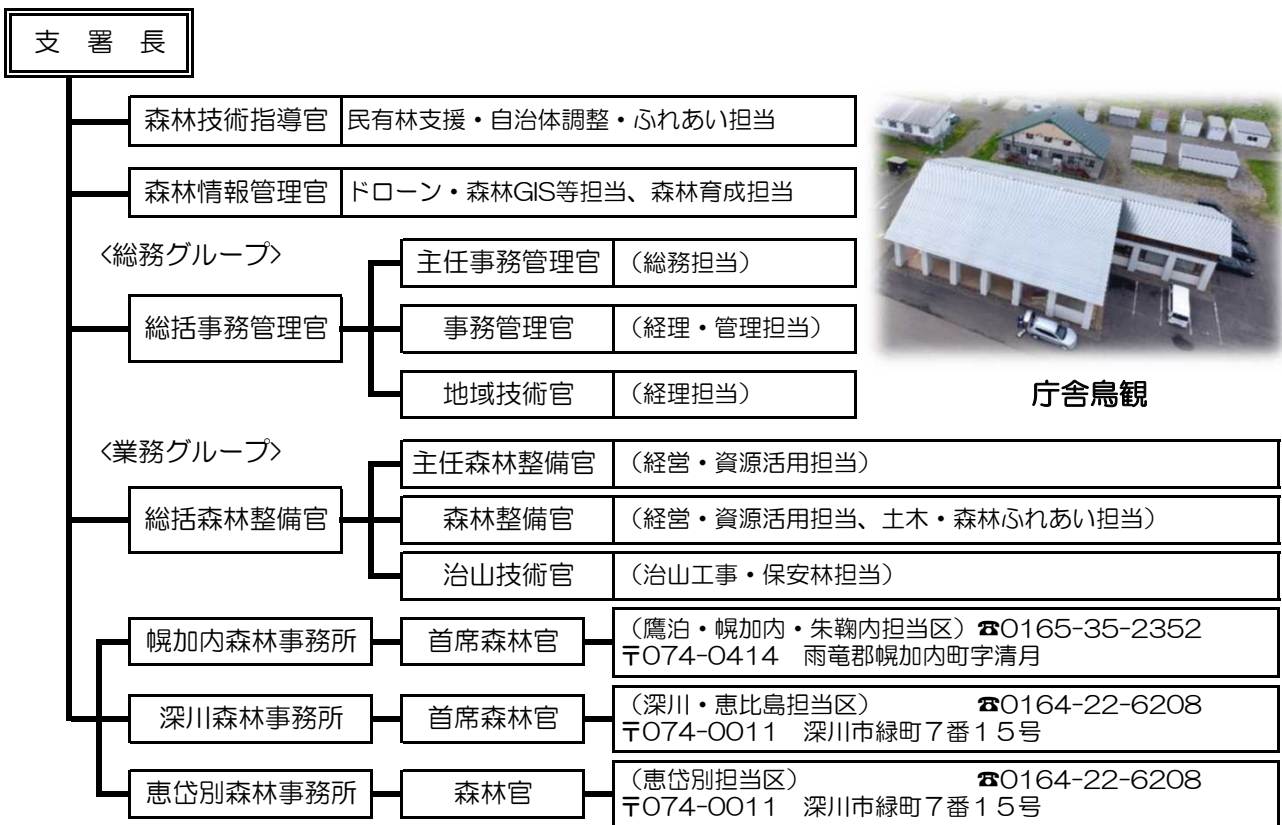 支 署 長
森林技術指導官 民有林支援・自治体調整・ふれあい担当
森林情報管理官 ドローン・森林GIS等担当、森林育成担当
<総務グループ>
主任事務管理官 (総務担当)
総括事務管理官 事務管理官 (経理・管理担当)
地域技術官 (経理担当)
庁舎鳥観
<業務グループ>
主任森林整備官 (経営・資源活用担当)
総括森林整備官 森林整備官 (経営・資源活用担当、土木・森林ふれあい担当)
治山技術官 (治山工事・保安林担当)
幌加内森林事務所 首席森林官 (鷹泊・幌加内・朱鞠内担当区)☎0165-35-2352
〒074-0414 雨竜郡幌加内町字清月
深川森林事務所 首席森林官 (深川・恵比島担当区) ☎0164-22-6208
〒074-0011 深川市緑町7番15号
恵岱別森林事務所 森林官 (恵岱別担当区) ☎0164-22-6208
〒074-0011 深川市緑町7番15号